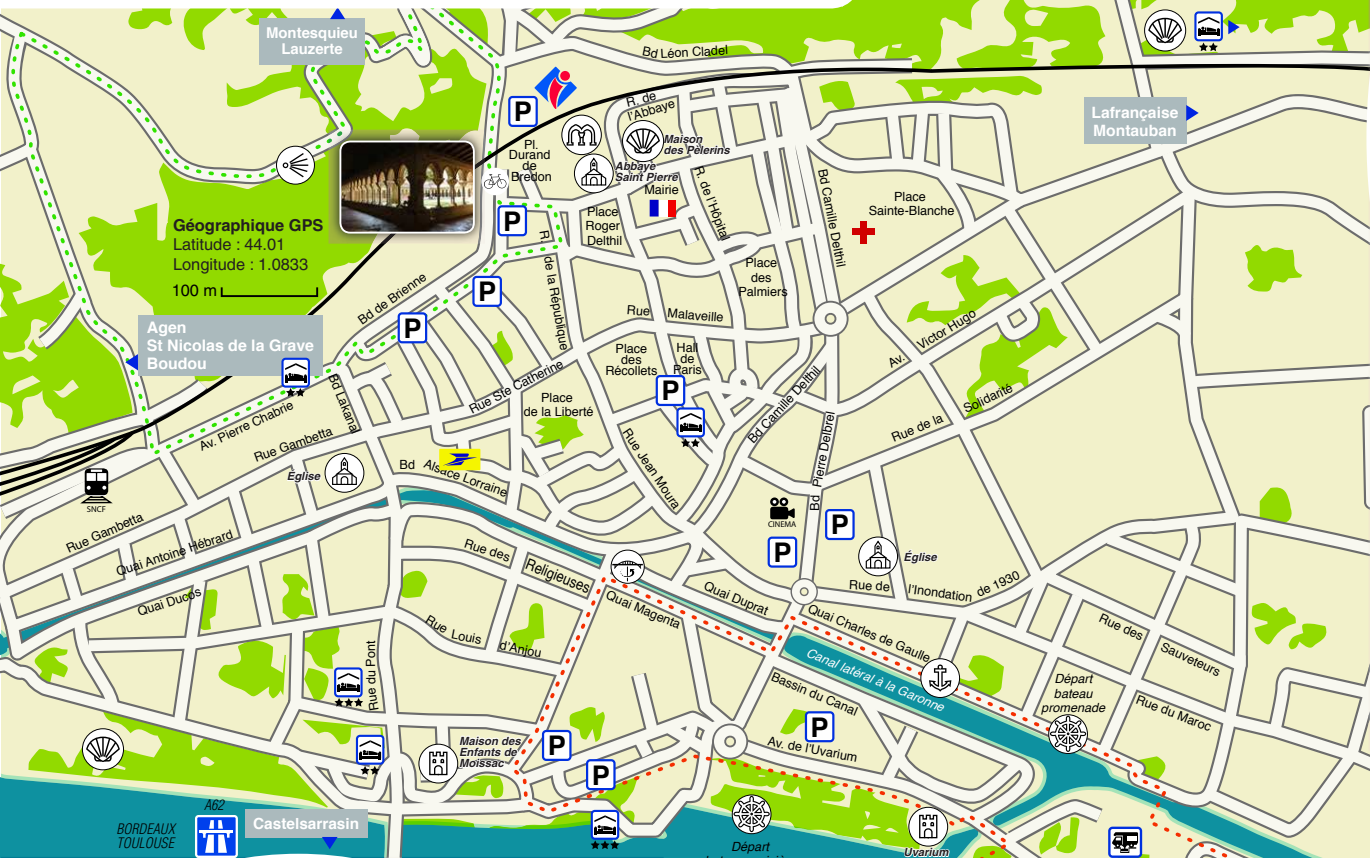 Montesquieu
Lauzerte
Bd Léon Cladel
P
R. de
l'Abbaye
Lafrançaise
Montauban
Maison
des Pèlerins
Pl.
Durand
de
Bredon
Abbaye
Saint Pierre
Mairie
R. de l'Hôpital
Bd Camille Delthil
Place
Sainte-Blanche
Géographique GPS
Latitude : 44.01
Longitude : 1.0833
100 m
P
Place
Roger
Delthil
R. de la République
Place
des
Palmiers
Bd de Brienne
P
P
Rue Malaveille
Agen
St Nicolas de la Grave
Boudou
Av. Victor Hugo
Place
des
Récollets
Hall
de
Paris
P
Rue Ste Catherine
Bd Lakanal
Av. Pierre Chabrié
Place
de la Liberté
Bd Camille Delthil
Rue de la Solidarité
Rue Gambetta
Bd Pierre Delbrel
Rue Jean Moura
Bd Alsace Lorraine
Église
SNCF
CINEMA
P
P
Rue Gambetta
Quai Antoine Hébrard
Rue des Religieuses
Église
Rue de l'Inondation de 1930
Quai Ducos
Quai Magenta
Quai Duprat
Quai Charles de Gaulle
Rue Louis d'Anjou
Rue des Sauveteurs
Canal latéral à la Garonne
Rue du Pont
Bassin du Canal
Départ
bateau
promenade
Rue du Maroc
P
Av. de l'Uvarium
Maison des
Enfants de
Moissac
P
P
A62
BORDEAUX
TOULOUSE
Castelsarrasin
Départ
Uvarium